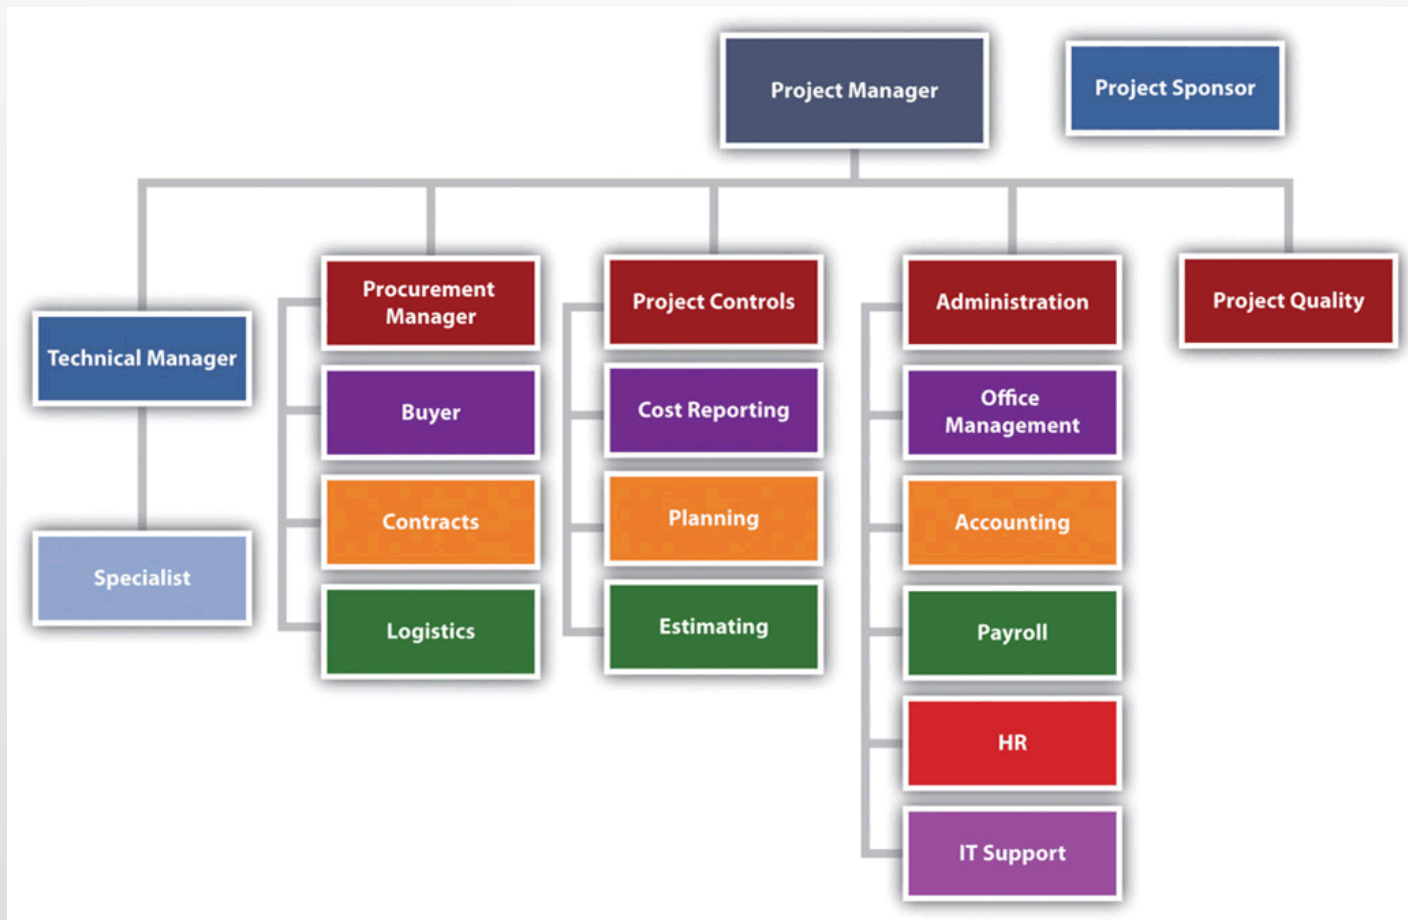 Project Manager
Project Sponsor
Technical Manager
Specialist
Procurement
Manager
Buyer
Contracts
Logistics
Project Controls
Cost Reporting
Planning
Estimating
Administration
Office
Management
Accounting
Payroll
HR
IT Support
Project Quality